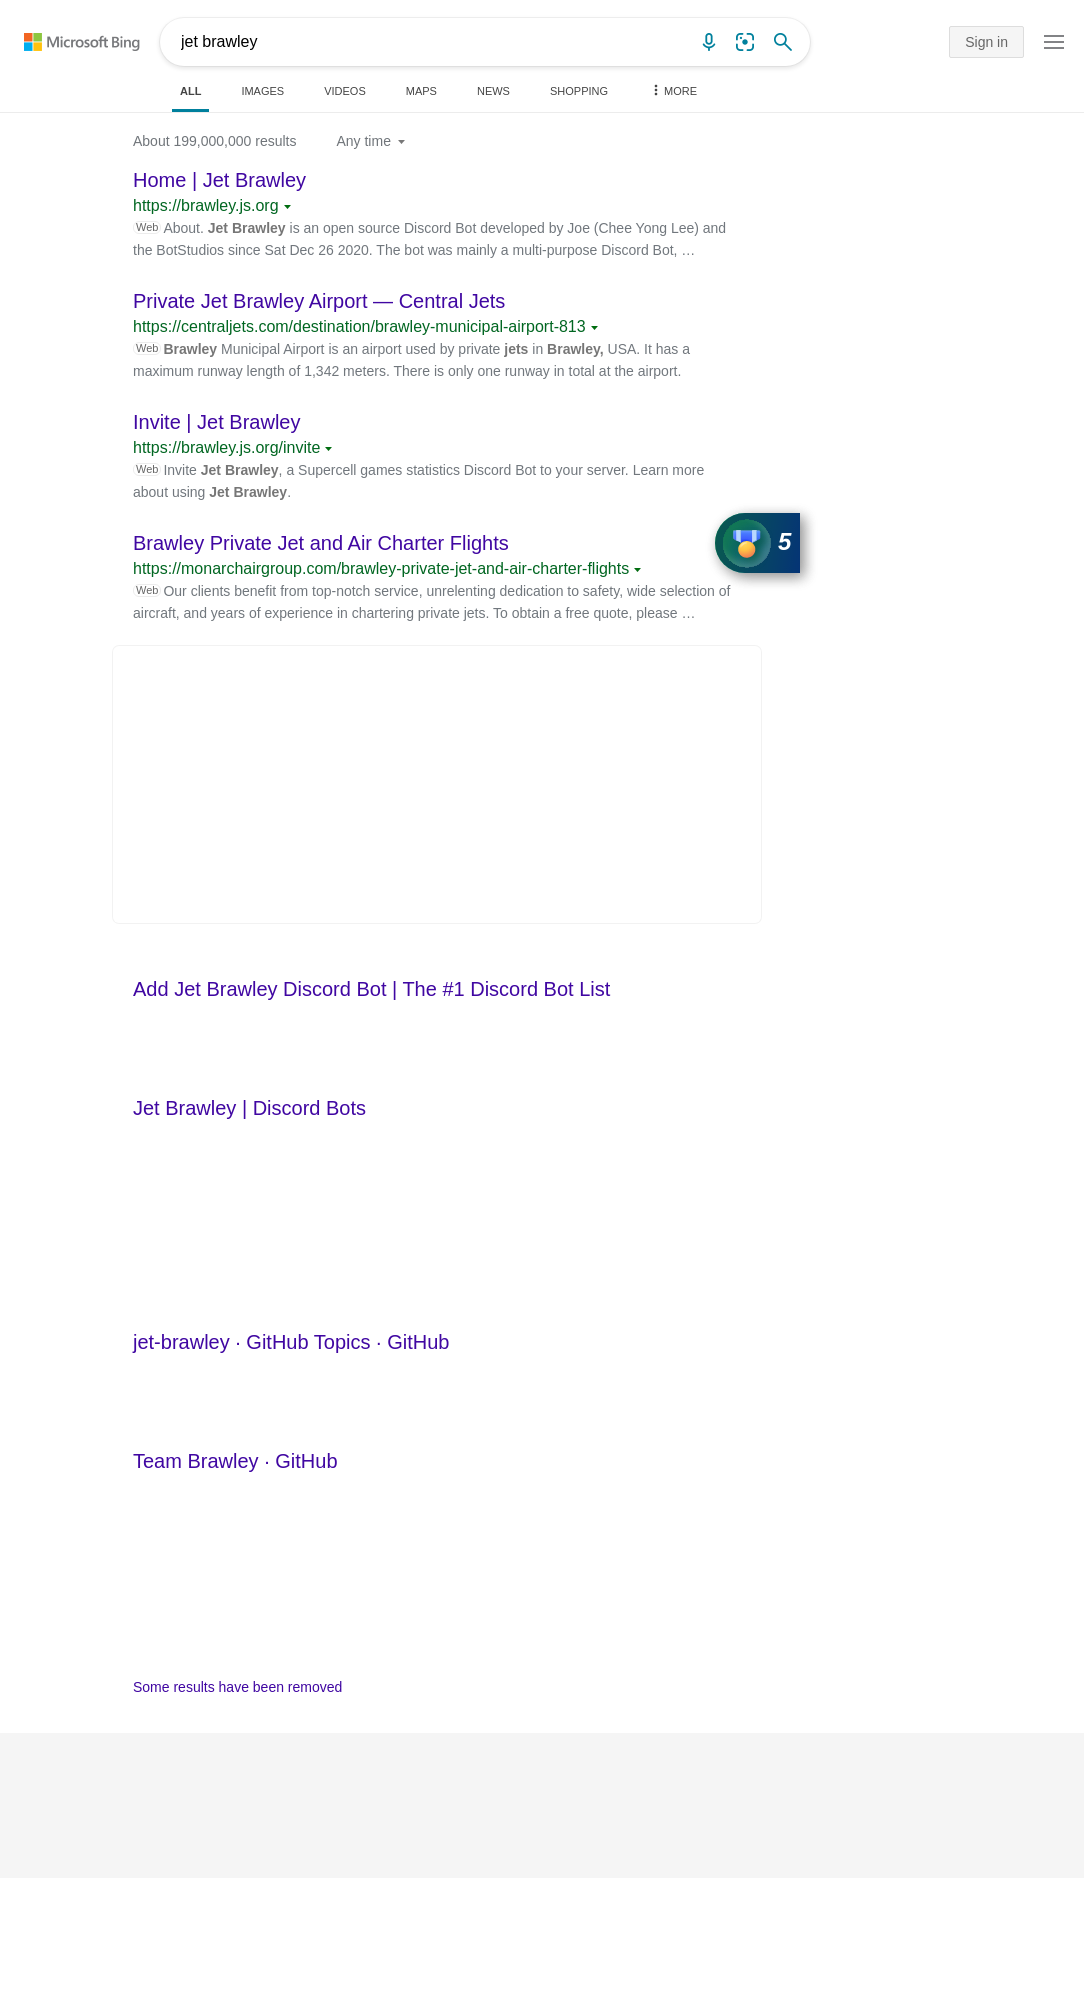 Microsoft Bing
jet brawley
Sign in
ALL IMAGES VIDEOS MAPS NEWS SHOPPING MORE
About 199,000,000 results Any time
Home | Jet Brawley
https://brawley.js.org
Web About. Jet Brawley is an open source Discord Bot developed by Joe (Chee Yong Lee) and
the BotStudios since Sat Dec 26 2020. The bot was mainly a multi-purpose Discord Bot, …
Private Jet Brawley Airport — Central Jets
https://centraljets.com/destination/brawley-municipal-airport-813
Web Brawley Municipal Airport is an airport used by private jets in Brawley, USA. It has a
maximum runway length of 1,342 meters. There is only one runway in total at the airport.
Invite | Jet Brawley
https://brawley.js.org/invite
Web Invite Jet Brawley, a Supercell games statistics Discord Bot to your server. Learn more
about using Jet Brawley.
Brawley Private Jet and Air Charter Flights
5
https://monarchairgroup.com/brawley-private-jet-and-air-charter-flights
Web Our clients benefit from top-notch service, unrelenting dedication to safety, wide selection of
aircraft, and years of experience in chartering private jets. To obtain a free quote, please …
Add Jet Brawley Discord Bot | The #1 Discord Bot List
Jet Brawley | Discord Bots
jet-brawley · GitHub Topics · GitHub
Team Brawley · GitHub
Some results have been removed